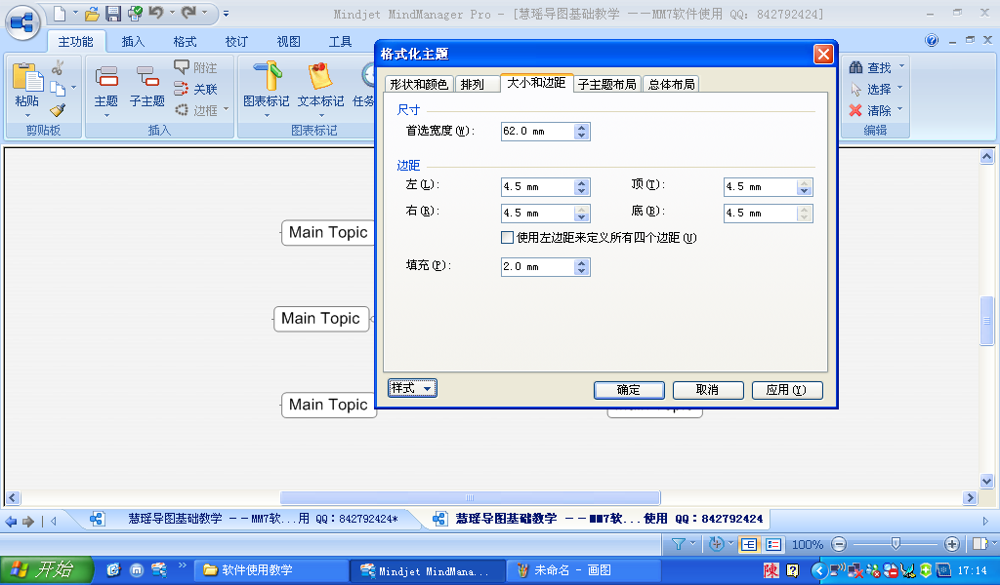 Mindjet MindManager Pro - [慧瑶导图基础教学 －－MM7软件使用 QQ: 842792424]
主功能 插入 格式 校订 视图 工具
粘贴
剪贴板
主题 子主题 附注 关联 边框
插入
图表标记 文本标记 任务
图表标记
查找
选择
清除
编辑
格式化主题
形状和颜色 排列 大小和边距 子主题布局 总体布局
尺寸
首选宽度(W): 62.0 mm
边距
左(L): 4.5 mm 顶(T): 4.5 mm
右(R): 4.5 mm 底(B): 4.5 mm
使用左边距来定义所有四个边距(U)
填充(P): 2.0 mm
样式 确定 取消 应用(Y)
Main Topic
Main Topic
Main Topic
慧瑶导图基础教学 －－MM7软...用 QQ：842792424* 慧瑶导图基础教学 －－MM7软...使用 QQ：842792424
100%
开始 软件使用教学 Mindjet MindMana... 未命名 - 画图 陳 17:14